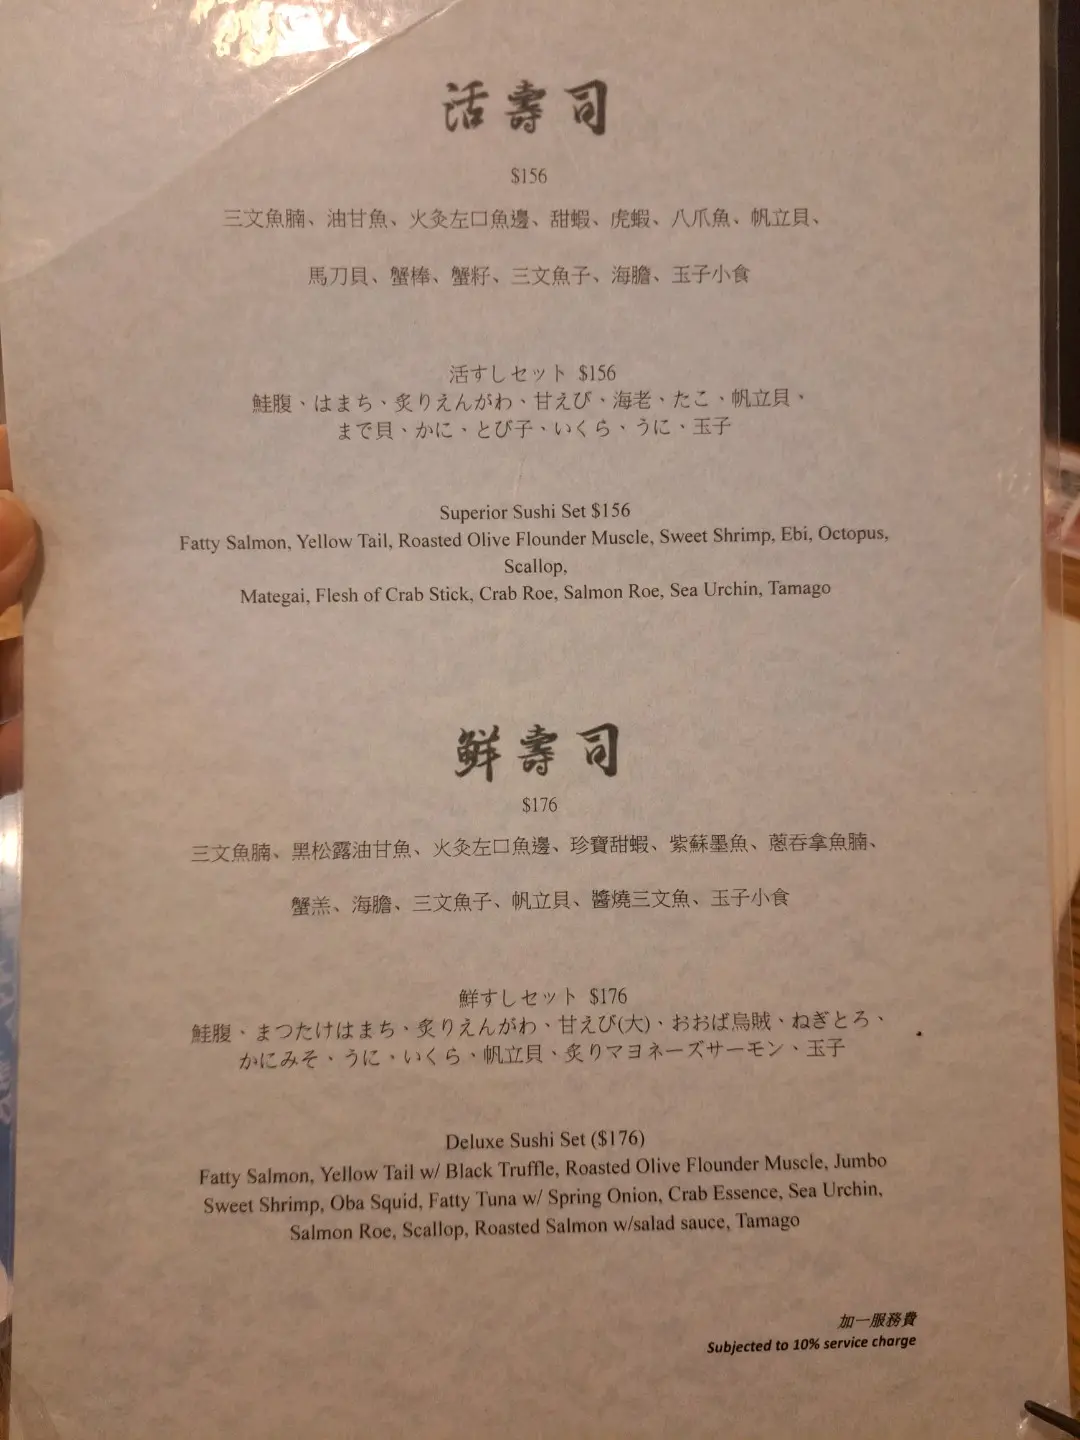 活壽司
$156
三文魚腩、油甘魚、火灸左口魚邊、甜蝦、虎蝦、八爪魚、帆立貝、
馬刀貝、蟹棒、蟹籽、三文魚子、海膽、玉子小食
活すしセット $156
鮭腹、はまち、炙りえんがわ、甘えび、海老、たこ、帆立貝、
まで貝、かに、とび子、いくら、うに、玉子
Superior Sushi Set $156
Fatty Salmon, Yellow Tail, Roasted Olive Flounder Muscle, Sweet Shrimp, Ebi, Octopus,
Scallop,
Mategai, Flesh of Crab Stick, Crab Roe, Salmon Roe, Sea Urchin, Tamago
鮮壽司
$176
三文魚腩、黑松露油甘魚、火灸左口魚邊、珍寶甜蝦、紫蘇墨魚、蔥吞拿魚腩、
蟹羔、海膽、三文魚子、帆立貝、醬燒三文魚、玉子小食
鮮すしセット $176
鮭腹、まつたけはまち、炙りえんがわ、甘えび(大)、おおば烏賊、ねぎとろ、
かにみそ、うに、いくら、帆立貝、炙りマヨネーズサーモン、玉子
Deluxe Sushi Set ($176)
Fatty Salmon, Yellow Tail w/ Black Truffle, Roasted Olive Flounder Muscle, Jumbo
Sweet Shrimp, Oba Squid, Fatty Tuna w/ Spring Onion, Crab Essence, Sea Urchin,
Salmon Roe, Scallop, Roasted Salmon w/salad sauce, Tamago
加一服務費
Subjected to 10% service charge